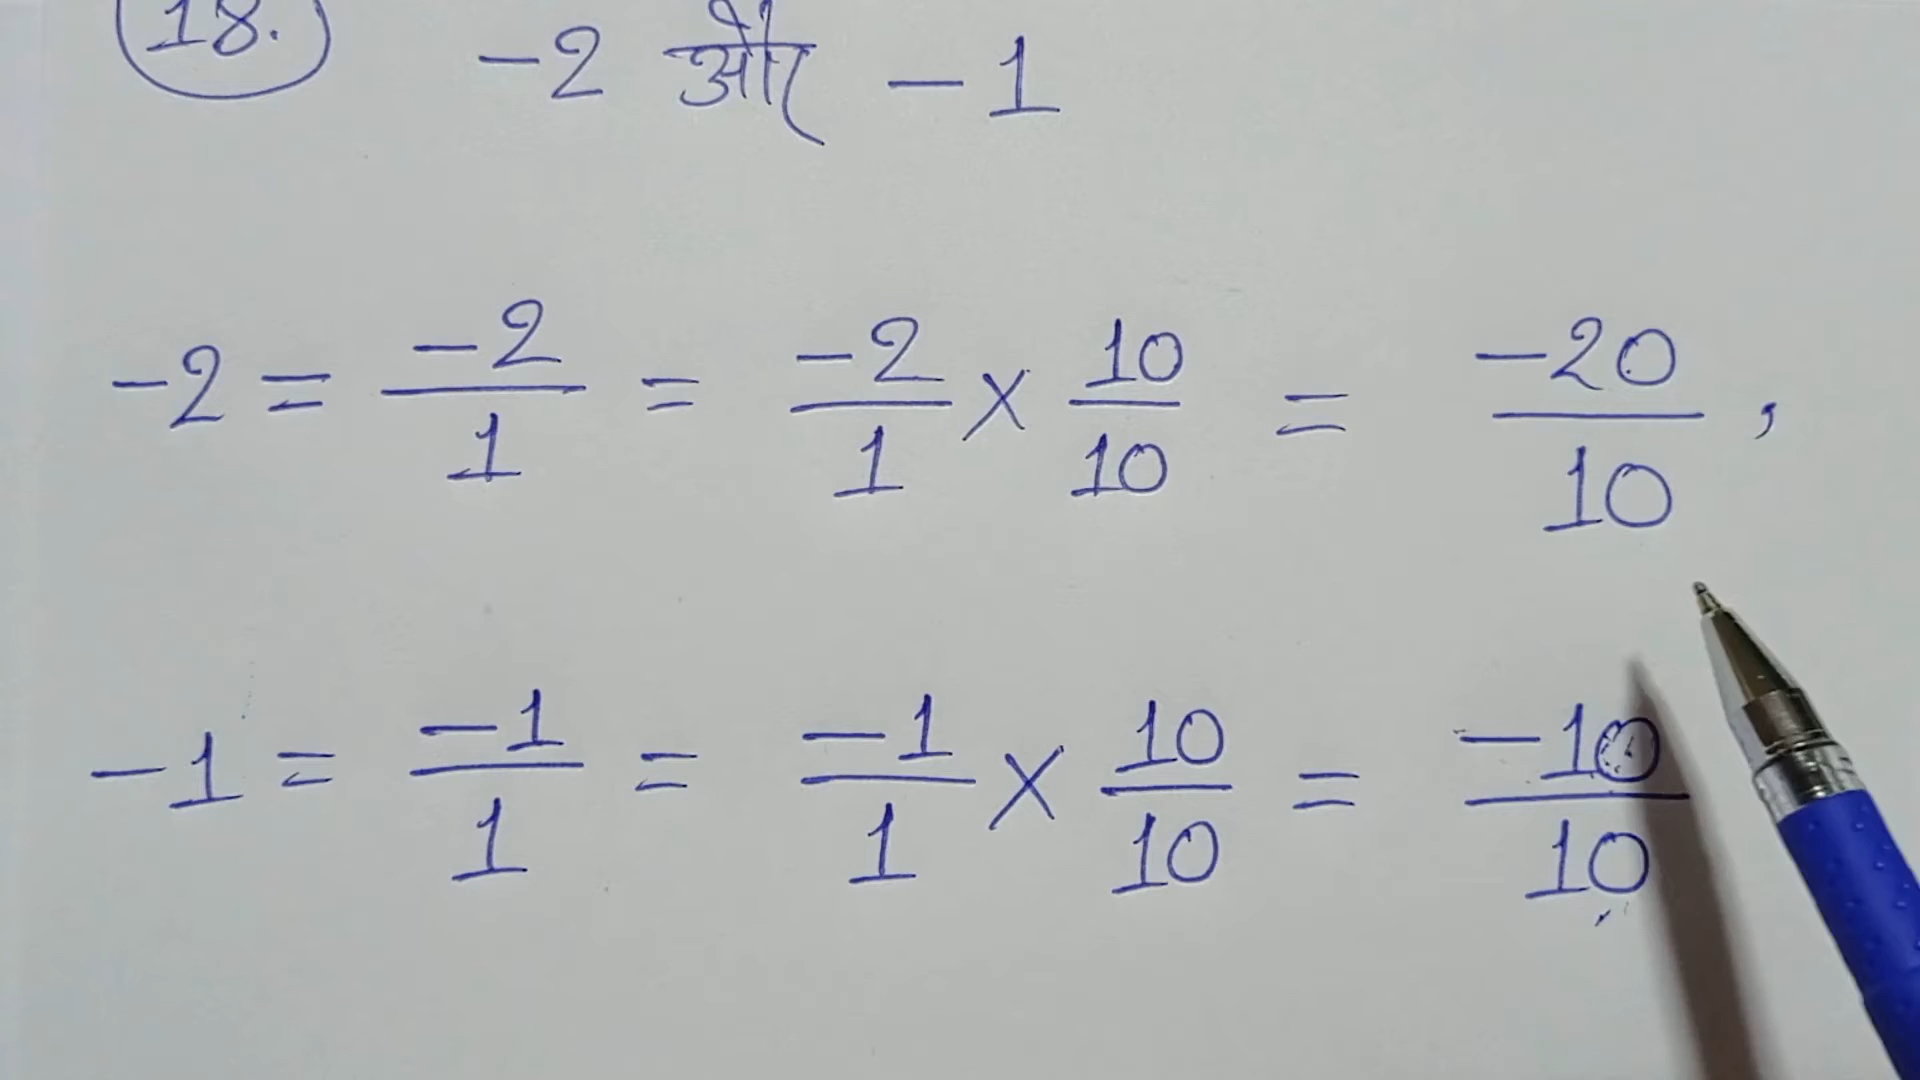 18. -2 और -1
-2 = -2/1 = -2/1 × 10/10 = -20/10,
-1 = -1/1 = -1/1 × 10/10 = -10/10